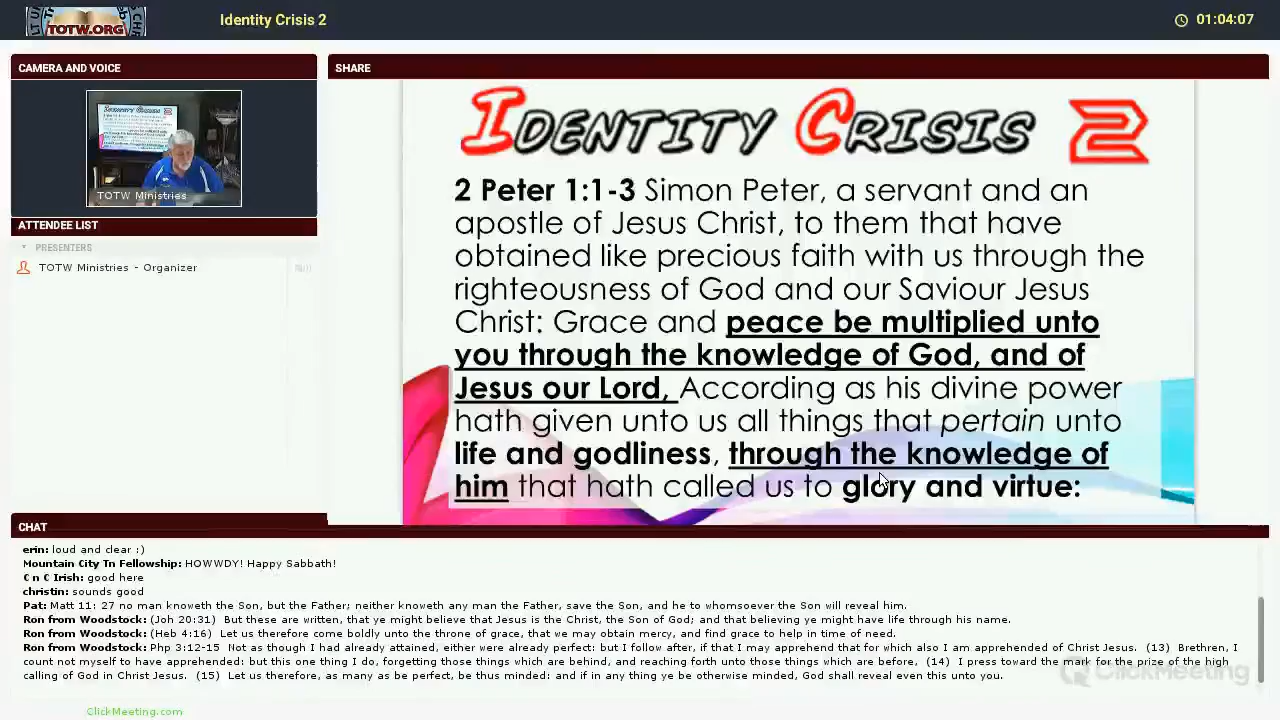 TOTW.ORG
Identity Crisis 2
01:04:07
CAMERA AND VOICE
TOTW Ministries
ATTENDEE LIST
PRESENTERS
TOTW Ministries - Organizer
SHARE
IDENTITY CRISIS 2
2 Peter 1:1-3 Simon Peter, a servant and an
apostle of Jesus Christ, to them that have
obtained like precious faith with us through the
righteousness of God and our Saviour Jesus
Christ: Grace and peace be multiplied unto
you through the knowledge of God, and of
Jesus our Lord, According as his divine power
hath given unto us all things that pertain unto
life and godliness, through the knowledge of
him that hath called us to glory and virtue:
CHAT
erin: loud and clear :)
Mountain City Tn Fellowship: HOWWDY! Happy Sabbath!
C n C Irish: good here
christin: sounds good
Pat: Matt 11: 27 no man knoweth the Son, but the Father; neither knoweth any man the Father, save the Son, and he to whomsoever the Son will reveal him.
Ron from Woodstock: (Joh 20:31) But these are written, that ye might believe that Jesus is the Christ, the Son of God; and that believing ye might have life through his name.
Ron from Woodstock: (Heb 4:16) Let us therefore come boldly unto the throne of grace, that we may obtain mercy, and find grace to help in time of need.
Ron from Woodstock: Php 3:12-15 Not as though I had already attained, either were already perfect: but I follow after, if that I may apprehend that for which also I am apprehended of Christ Jesus. (13) Brethren, I
count not myself to have apprehended: but this one thing I do, forgetting those things which are behind, and reaching forth unto those things which are before, (14) I press toward the mark for the prize of the high
calling of God in Christ Jesus. (15) Let us therefore, as many as be perfect, be thus minded: and if in any thing ye be otherwise minded, God shall reveal even this unto you.
ClickMeeting
ClickMeeting.com